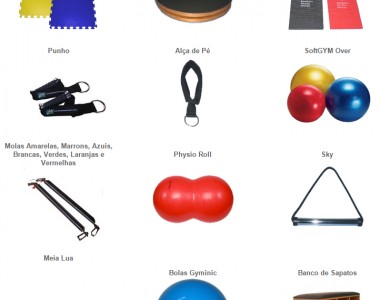 Punho
Alça de Pé
SoftGYM Over
Molas Amarelas, Marrons, Azuis,
Brancas, Verdes, Laranjas e
Vermelhas
Physio Roll
Sky
Meia Lua
Bolas Gyminic
Banco de Sapatos